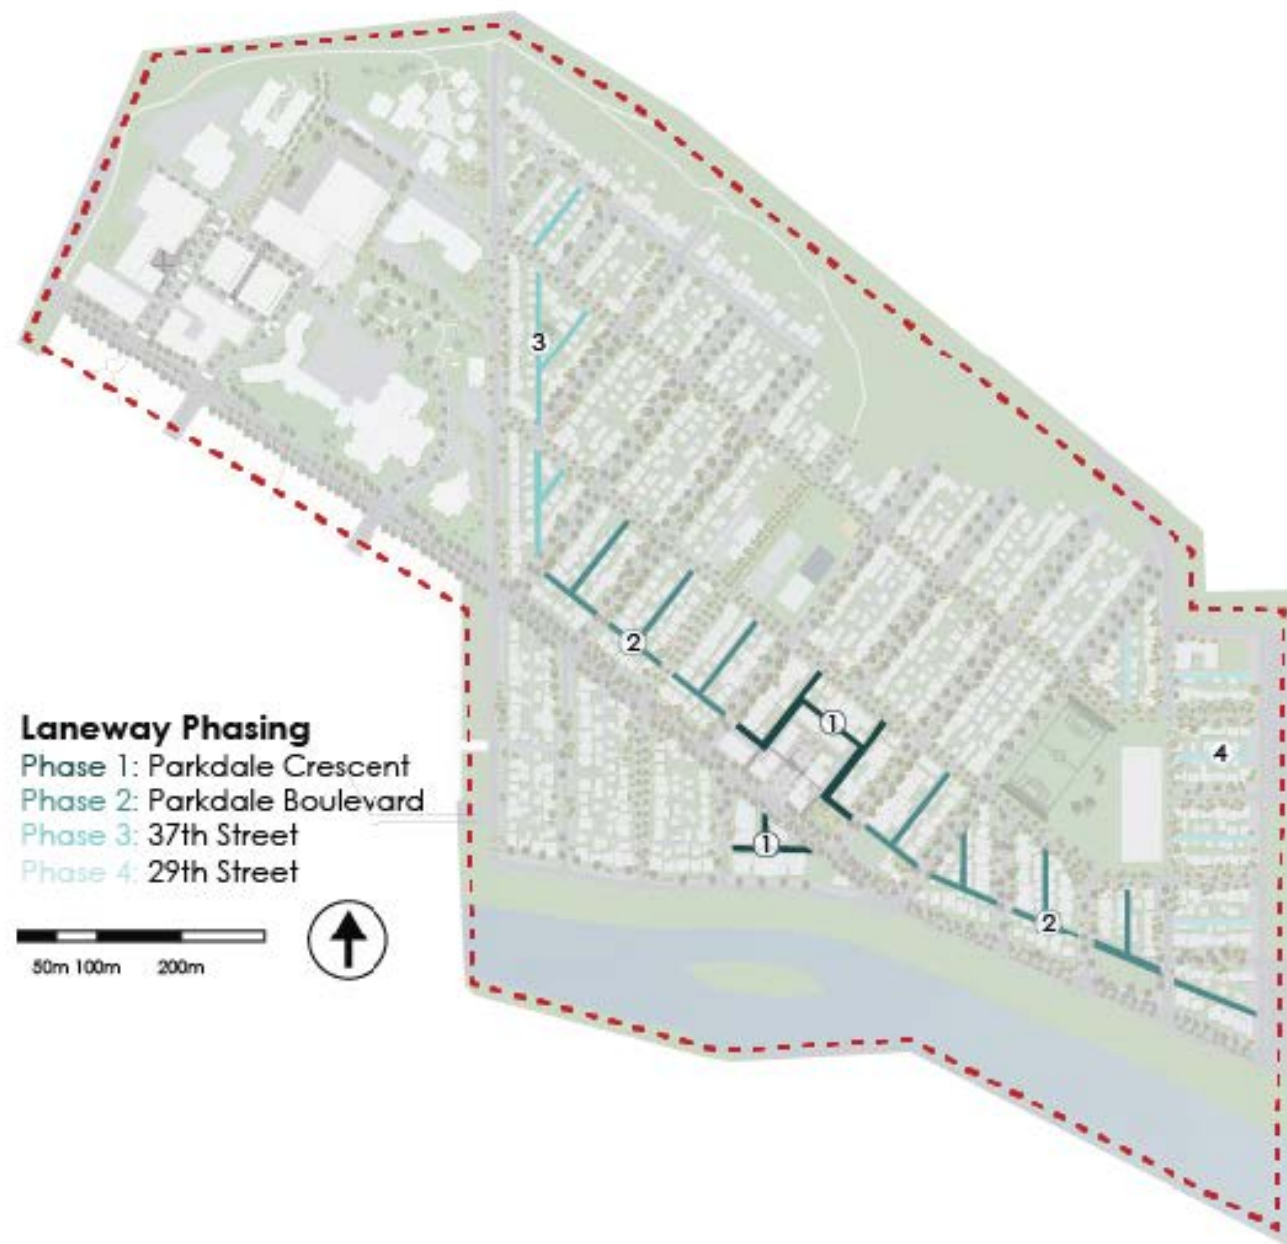 3
2
1
4
1
2
Laneway Phasing
Phase 1: Parkdale Crescent
Phase 2: Parkdale Boulevard
Phase 3: 37th Street
Phase 4: 29th Street
50m 100m 200m